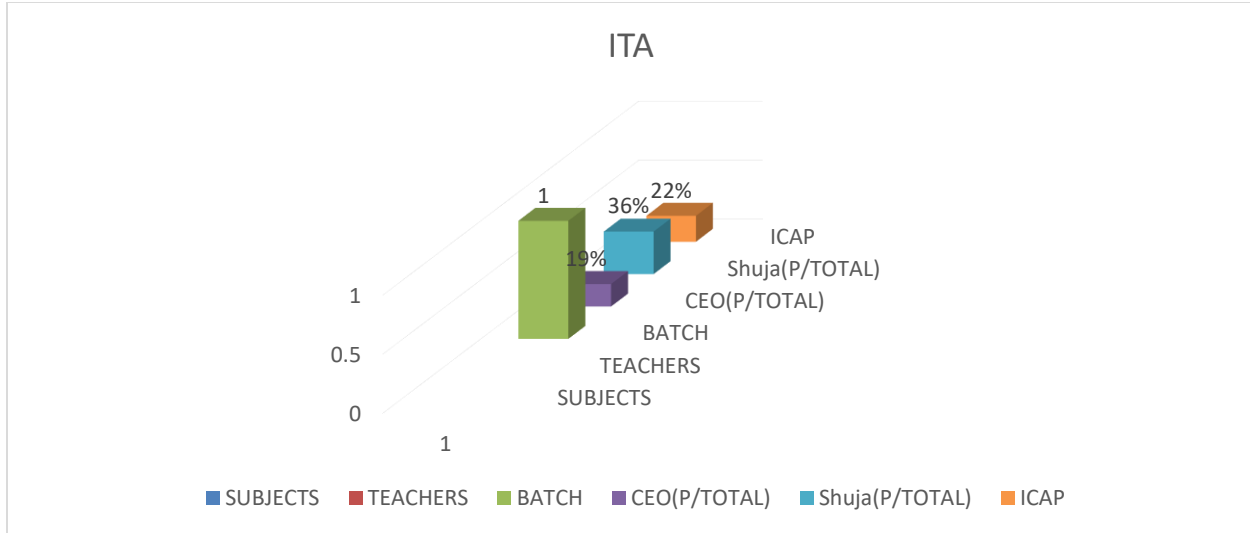 ITA
1
36%
22%
19%
ICAP
Shuja(P/TOTAL)
CEO(P/TOTAL)
BATCH
TEACHERS
SUBJECTS
1
0.5
0
1
SUBJECTS TEACHERS BATCH CEO(P/TOTAL) Shuja(P/TOTAL) ICAP